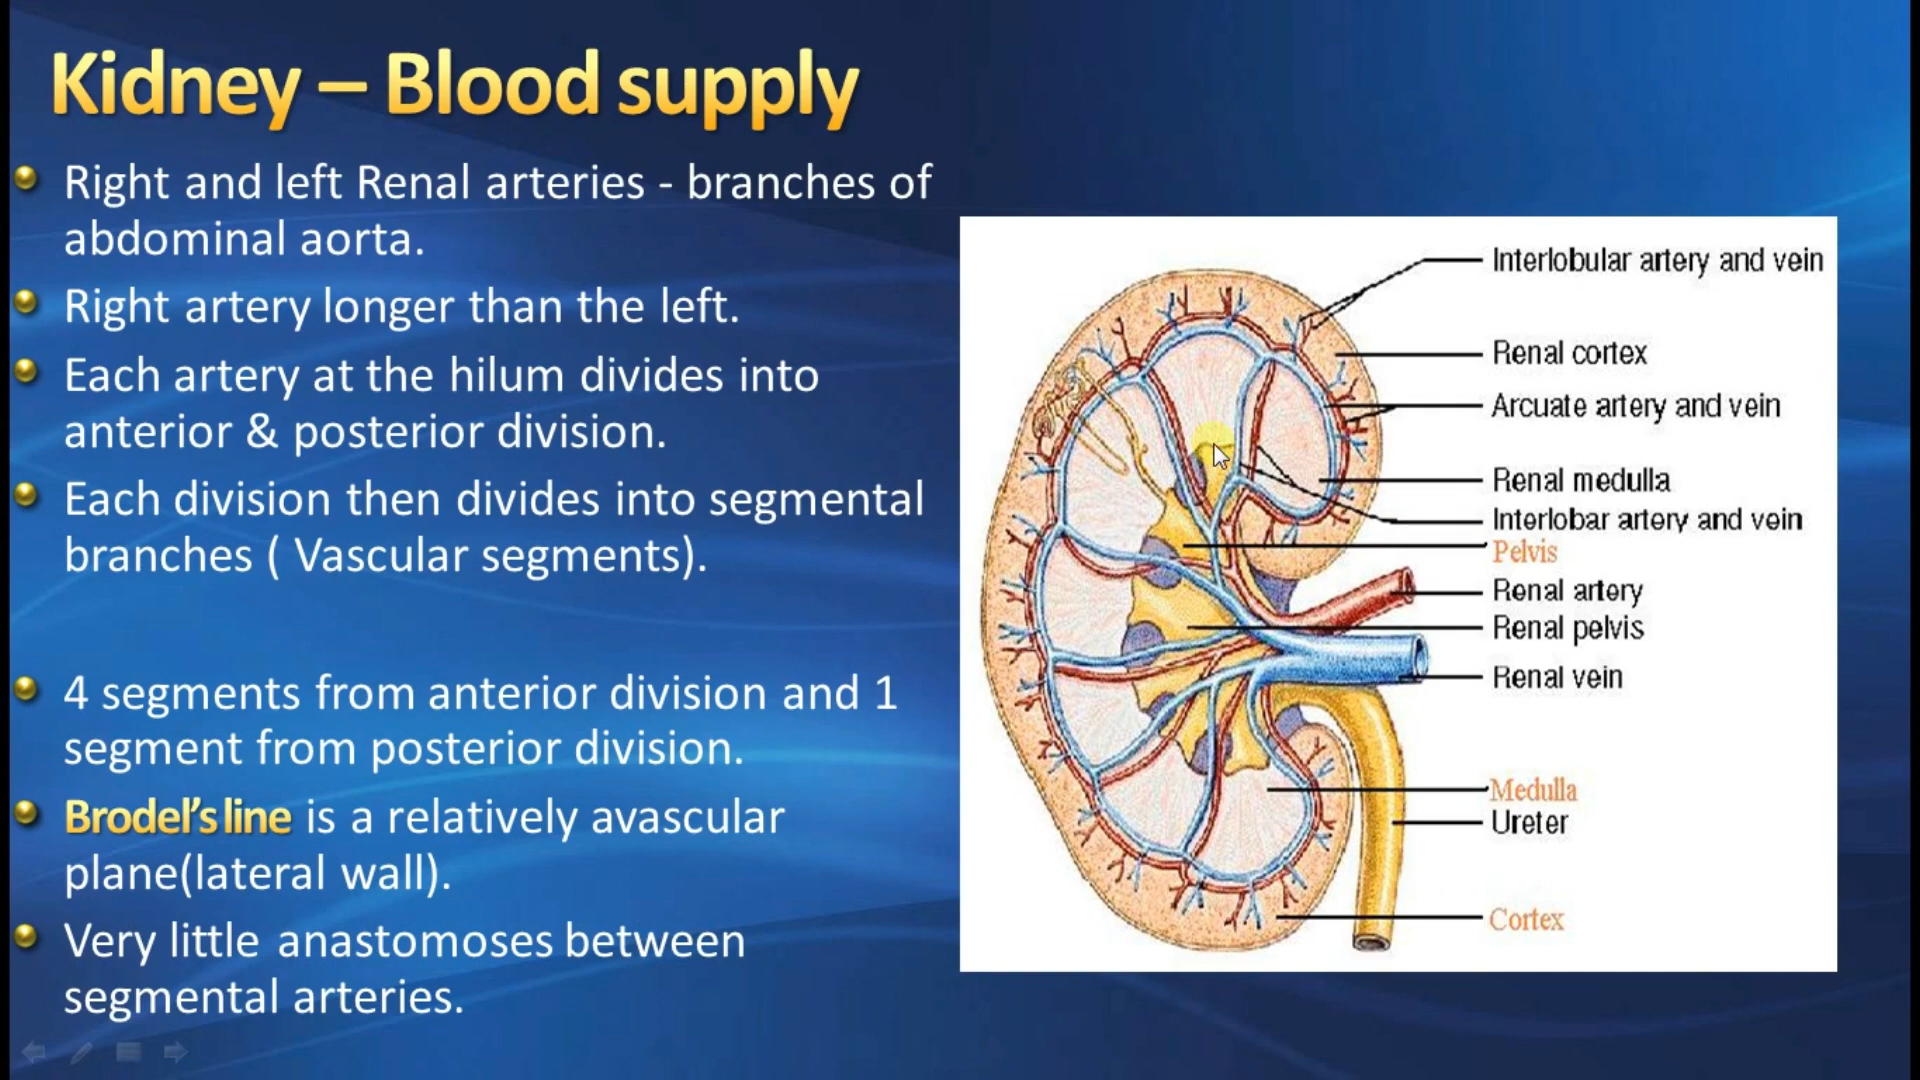 Kidney – Blood supply
Right and left Renal arteries - branches of
abdominal aorta.
Right artery longer than the left.
Each artery at the hilum divides into
anterior & posterior division.
Each division then divides into segmental
branches ( Vascular segments).
4 segments from anterior division and 1
segment from posterior division.
Brodel’s line is a relatively avascular
plane(lateral wall).
Very little anastomoses between
segmental arteries.
Interlobular artery and vein
Renal cortex
Arcuate artery and vein
Renal medulla
Interlobar artery and vein
Pelvis
Renal artery
Renal pelvis
Renal vein
Medulla
Ureter
Cortex